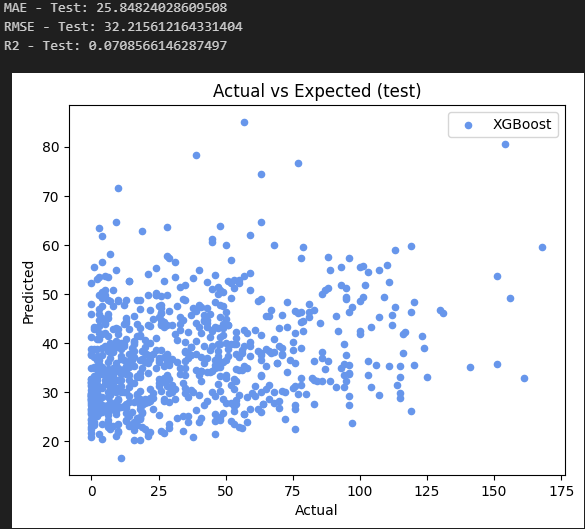 MAE - Test: 25.84824028609508
RMSE - Test: 32.215612164331404
R2 - Test: 0.0708566146287497
Actual vs Expected (test)
XGBoost
80
70
60
50
40
30
20
Predicted
0 25 50 75 100 125 150 175
Actual